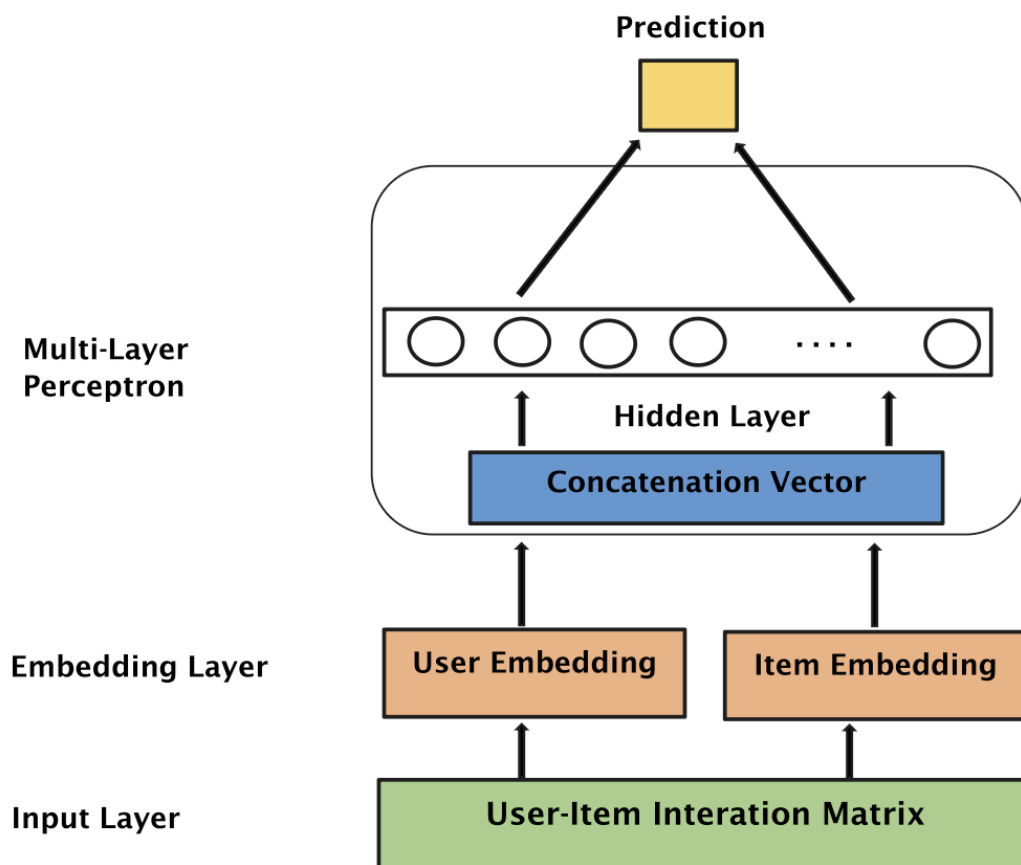 Prediction
Multi-Layer
Perceptron
....
Hidden Layer
Concatenation Vector
Embedding Layer
User Embedding
Item Embedding
Input Layer
User-Item Interation Matrix